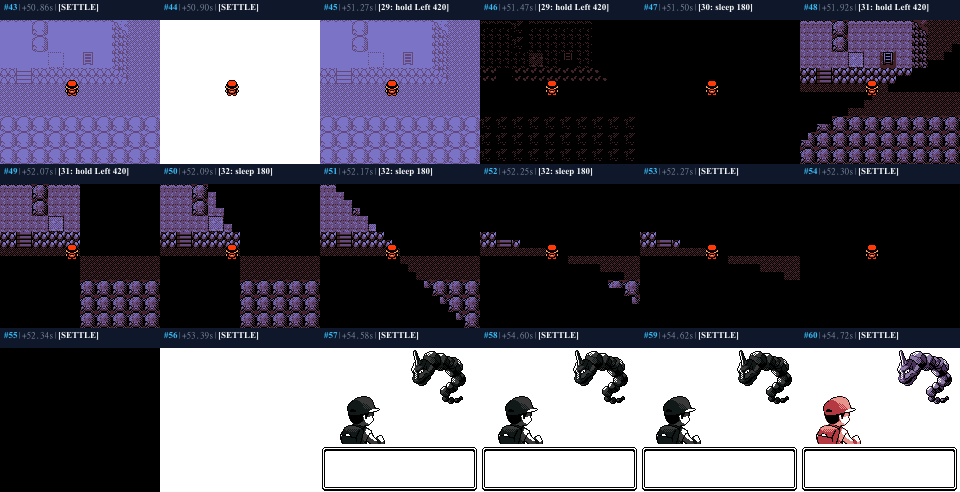 #43|+50.86s| [SETTLE]
#44|+50.90s| [SETTLE]
#45|+51.27s| [29: hold Left 420]
#46|+51.47s| [29: hold Left 420]
#47|+51.50s| [30: sleep 180]
#48|+51.92s| [31: hold Left 420]
#49|+52.07s| [31: hold Left 420]
#50|+52.09s| [32: sleep 180]
#51|+52.17s| [32: sleep 180]
#52|+52.25s| [32: sleep 180]
#53|+52.27s| [SETTLE]
#54|+52.30s| [SETTLE]
#55|+52.34s| [SETTLE]
#56|+53.39s| [SETTLE]
#57|+54.58s| [SETTLE]
#58|+54.60s| [SETTLE]
#59|+54.62s| [SETTLE]
#60|+54.72s| [SETTLE]